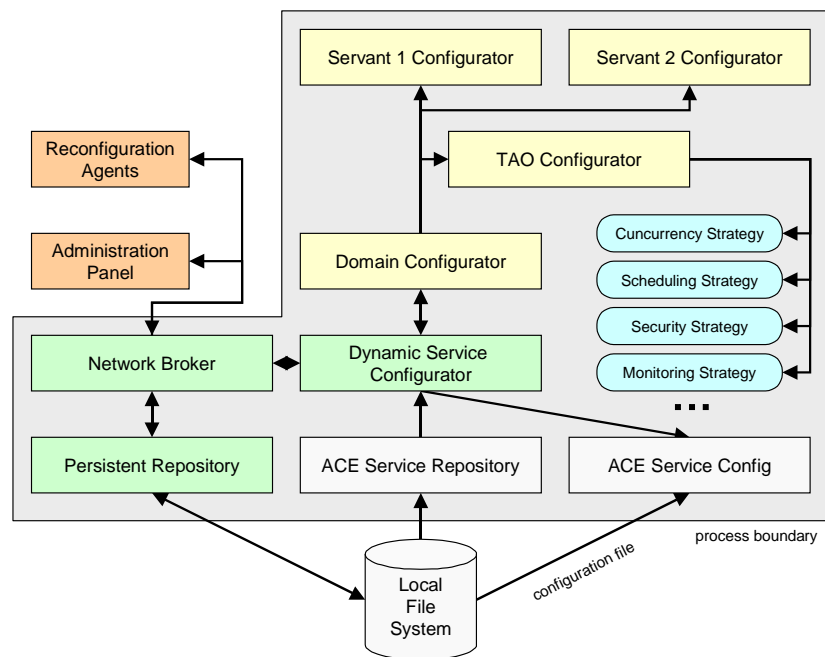 Servant 1 Configurator
Servant 2 Configurator
Reconfiguration
Agents
TAO Configurator
Cuncurrency Strategy
Administration
Panel
Domain Configurator
Scheduling Strategy
Security Strategy
Network Broker
Dynamic Service
Configurator
Monitoring Strategy
...
Persistent Repository
ACE Service Repository
ACE Service Config
process boundary
configuration file
Local
File
System